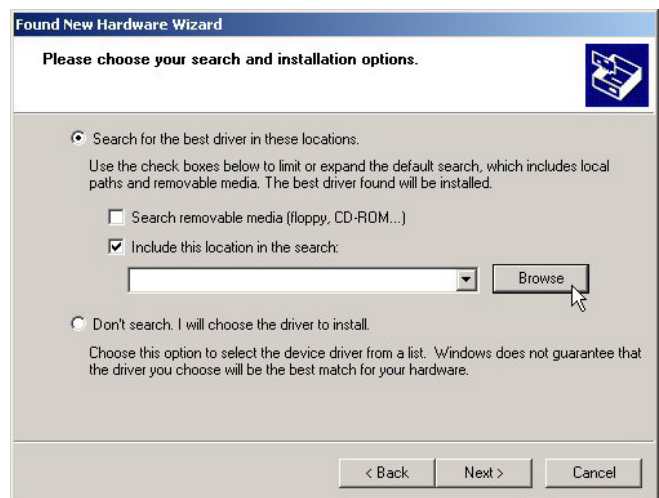 Found New Hardware Wizard
Please choose your search and installation options.
Search for the best driver in these locations.
Use the check boxes below to limit or expand the default search, which includes local
paths and removable media. The best driver found will be installed.
Search removable media (floppy, CD-ROM...)
Include this location in the search:
Browse
Don't search. I will choose the driver to install.
Choose this option to select the device driver from a list. Windows does not guarantee that
the driver you choose will be the best match for your hardware.
< Back Next > Cancel